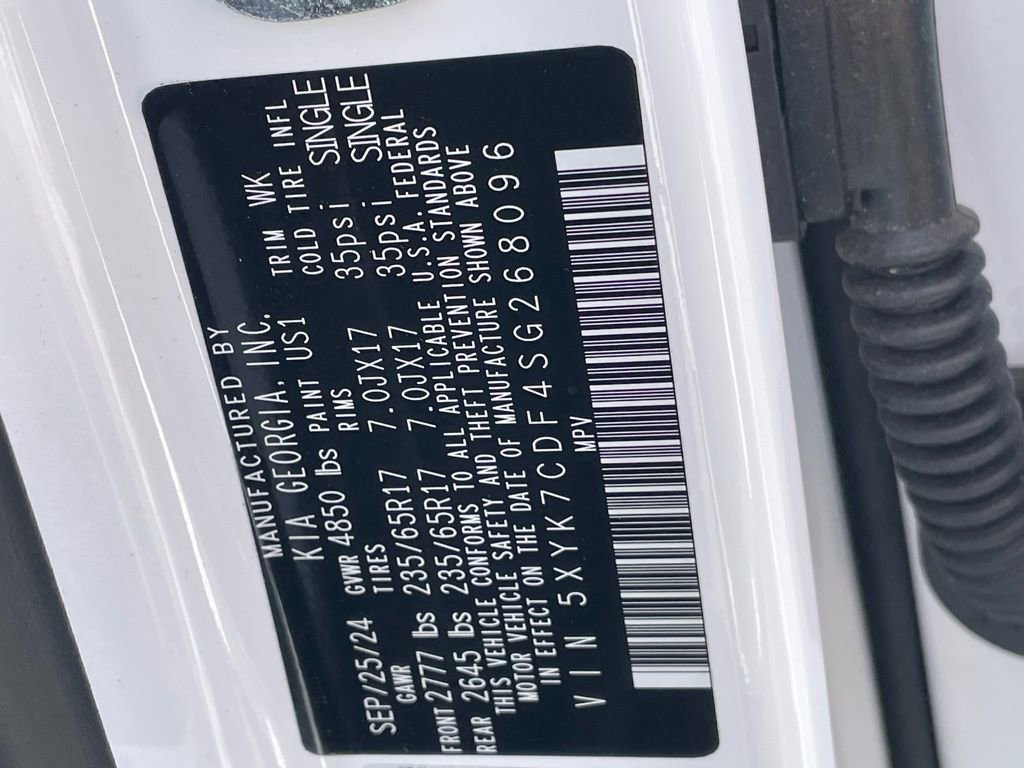 MANUFACTURED BY
KIA GEORGIA, INC.
SEP/25/24 GVWR 4850 lbs PAINT US1 TRIM WK
GAWR TIRES RIMS COLD TIRE INFL
FRONT 2777 lbs 235/65R17 7.0JX17 35psi SINGLE
REAR 2645 lbs 235/65R17 7.0JX17 35psi SINGLE
THIS VEHICLE CONFORMS TO ALL APPLICABLE U.S.A. FEDERAL
MOTOR VEHICLE SAFETY AND THEFT PREVENTION STANDARDS
IN EFFECT ON THE DATE OF MANUFACTURE SHOWN ABOVE
VIN 5XYK7CDF4SG268096
MPV